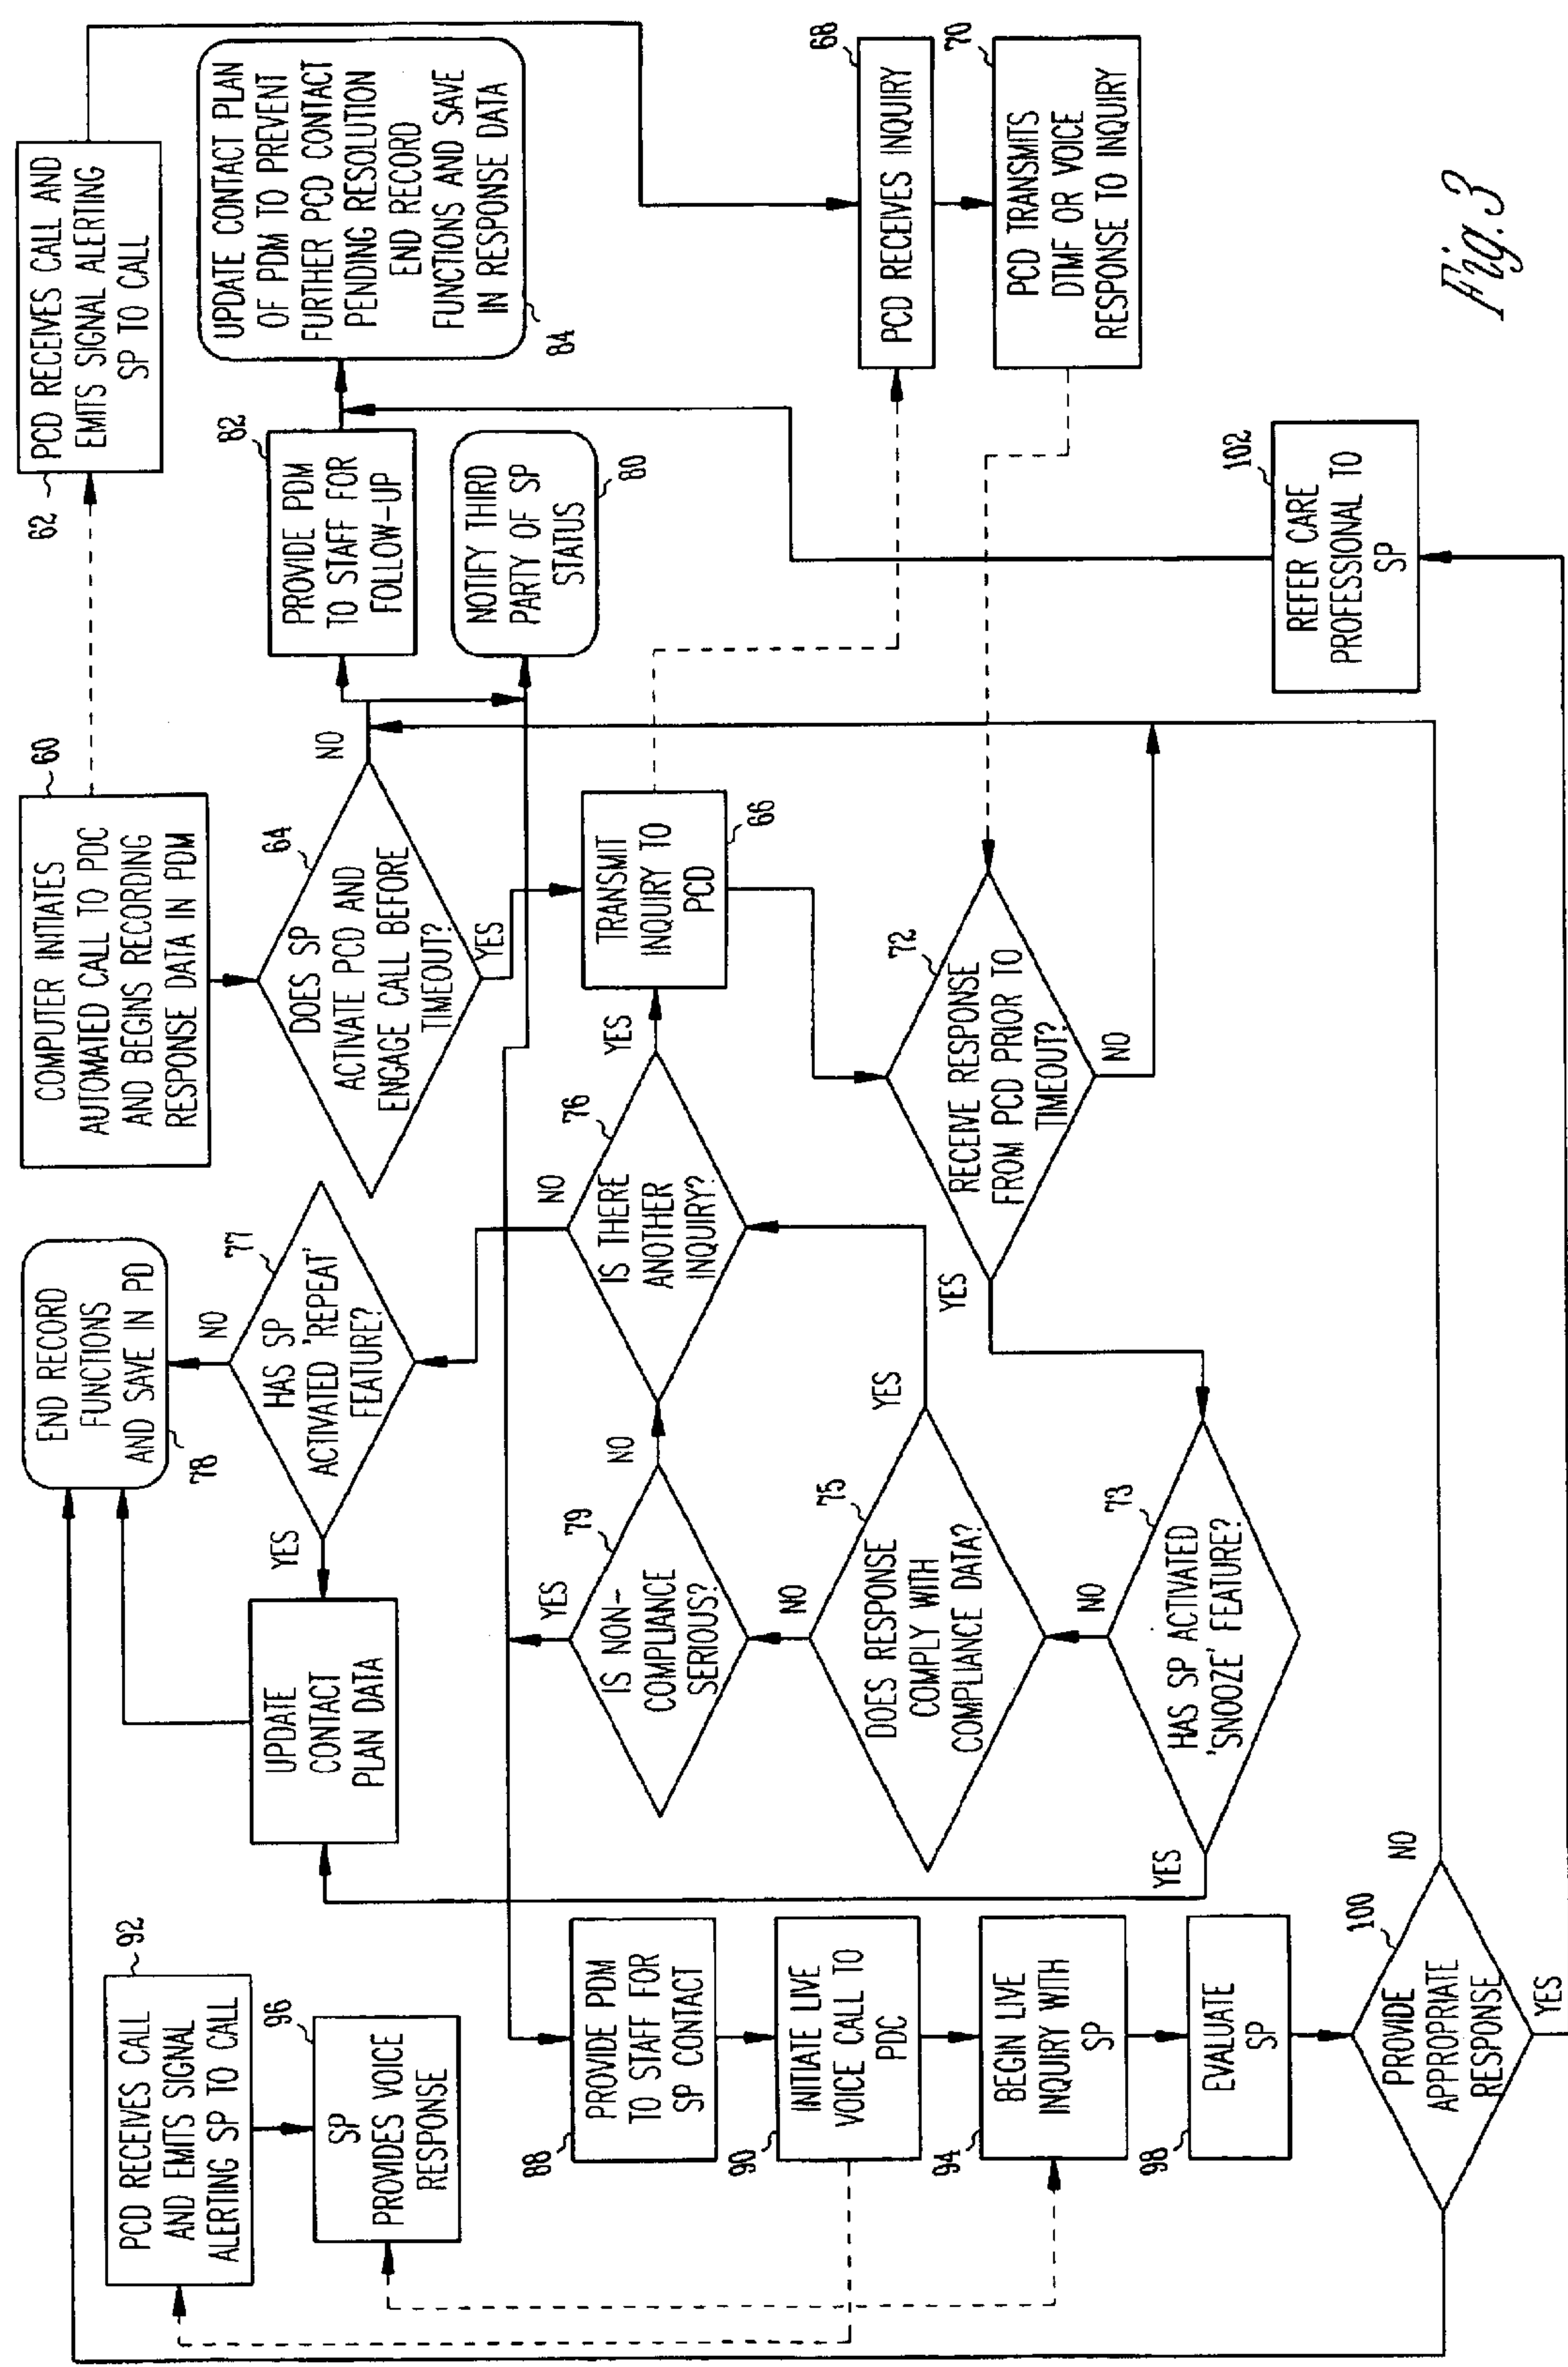 92
PCD RECEIVES CALL
AND EMITS SIGNAL
ALERTING SP TO CALL
96
SP
PROVIDES VOICE
RESPONSE
88
PROVIDE PDM
TO STAFF FOR
SP CONTACT
90
INITIATE LIVE
VOICE CALL TO
PDC
94
BEGIN LIVE
INQUIRY WITH
SP
98
EVALUATE
SP
100
PROVIDE
APPROPRIATE
RESPONSE
NO
YES
END RECORD
FUNCTIONS
AND SAVE IN PD
78
77
HAS SP
ACTIVATED 'REPEAT'
FEATURE?
NO
YES
UPDATE
CONTACT
PLAN DATA
79
IS NON-
COMPLIANCE
SERIOUS?
YES
NO
75
DOES RESPONSE
COMPLY WITH
COMPLIANCE DATA?
NO
YES
73
HAS SP ACTIVATED
'SNOOZE' FEATURE?
NO
YES
60
COMPUTER INITIATES
AUTOMATED CALL TO PDC
AND BEGINS RECORDING
RESPONSE DATA IN PDM
64
DOES SP
ACTIVATE PCD AND
ENGAGE CALL BEFORE
TIMEOUT?
NO
YES
76
IS THERE
ANOTHER
INQUIRY?
NO
YES
TRANSMIT
INQUIRY TO
PCD
66
72
RECEIVE RESPONSE
FROM PCD PRIOR TO
TIMEOUT?
YES
NO
62
PCD RECEIVES CALL AND
EMITS SIGNAL ALERTING
SP TO CALL
82
PROVIDE PDM
TO STAFF FOR
FOLLOW-UP
NOTIFY THIRD
PARTY OF SP
STATUS
80
UPDATE CONTACT PLAN
OF PDM TO PREVENT
FURTHER PCD CONTACT
PENDING RESOLUTION
END RECORD
FUNCTIONS AND SAVE
IN RESPONSE DATA
84
68
PCD RECEIVES INQUIRY
70
PCD TRANSMITS
DTMF OR VOICE
RESPONSE TO INQUIRY
102
REFER CARE
PROFESSIONAL TO
SP
Fig.3